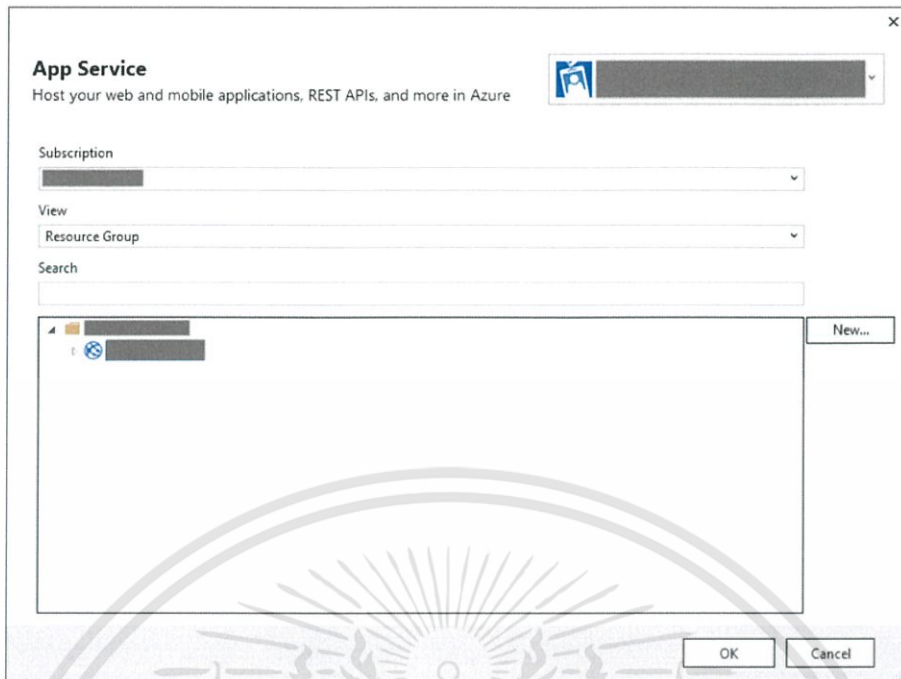 App Service
Host your web and mobile applications, REST APIs, and more in Azure
Subscription
View
Resource Group
Search
New...
OK
Cancel